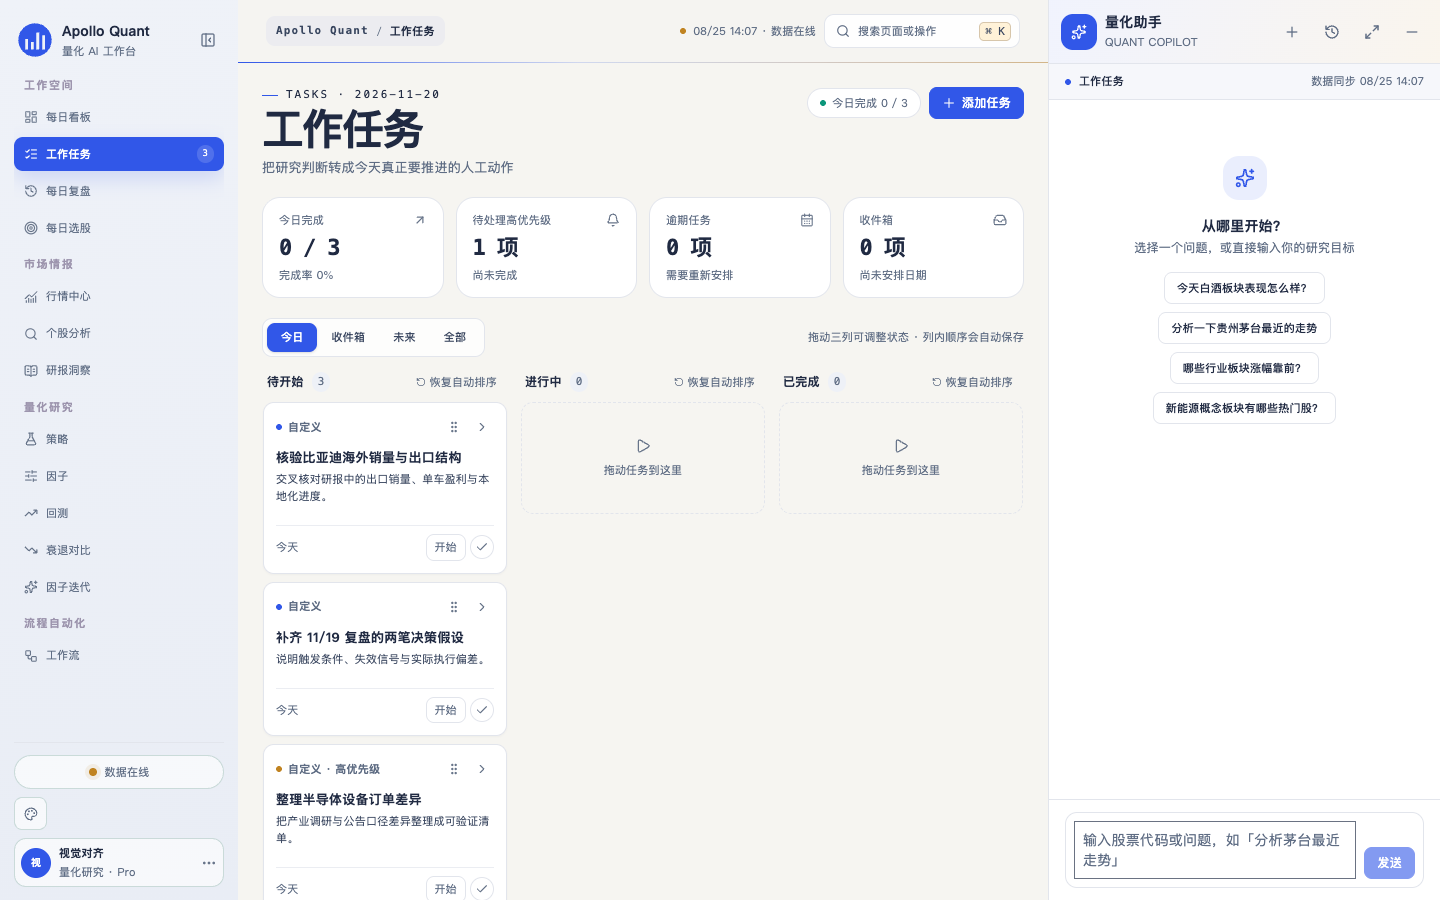 Apollo Quant
量化 AI 工作台
工作空间
每日看板
工作任务
3
每日复盘
每日选股
市场情报
行情中心
个股分析
研报洞察
量化研究
策略
因子
回测
衰退对比
因子迭代
流程自动化
工作流
数据在线
视
视觉对齐
量化研究 · Pro
Apollo Quant / 工作任务
08/25 14:07 · 数据在线
搜索页面或操作
⌘ K
TASKS · 2026-11-20
工作任务
把研究判断转成今天真正要推进的人工动作
今日完成 0 / 3
添加任务
今日完成
0 / 3
完成率 0%
待处理高优先级
1 项
尚未完成
逾期任务
0 项
需要重新安排
收件箱
0 项
尚未安排日期
今日
收件箱
未来
全部
拖动三列可调整状态 · 列内顺序会自动保存
待开始 3
恢复自动排序
进行中 0
恢复自动排序
已完成 0
恢复自动排序
自定义
核验比亚迪海外销量与出口结构
交叉核对研报中的出口销量、单车盈利与本
地化进度。
今天
开始
自定义
补齐 11/19 复盘的两笔决策假设
说明触发条件、失效信号与实际执行偏差。
今天
开始
自定义 · 高优先级
整理半导体设备订单差异
把产业调研与公告口径差异整理成可验证清
单。
今天
开始
拖动任务到这里
拖动任务到这里
量化助手
QUANT COPILOT
工作任务
数据同步 08/25 14:07
从哪里开始?
选择一个问题，或直接输入你的研究目标
今天白酒板块表现怎么样?
分析一下贵州茅台最近的走势
哪些行业板块涨幅靠前?
新能源概念板块有哪些热门股?
输入股票代码或问题，如「分析茅台最近
走势」
发送